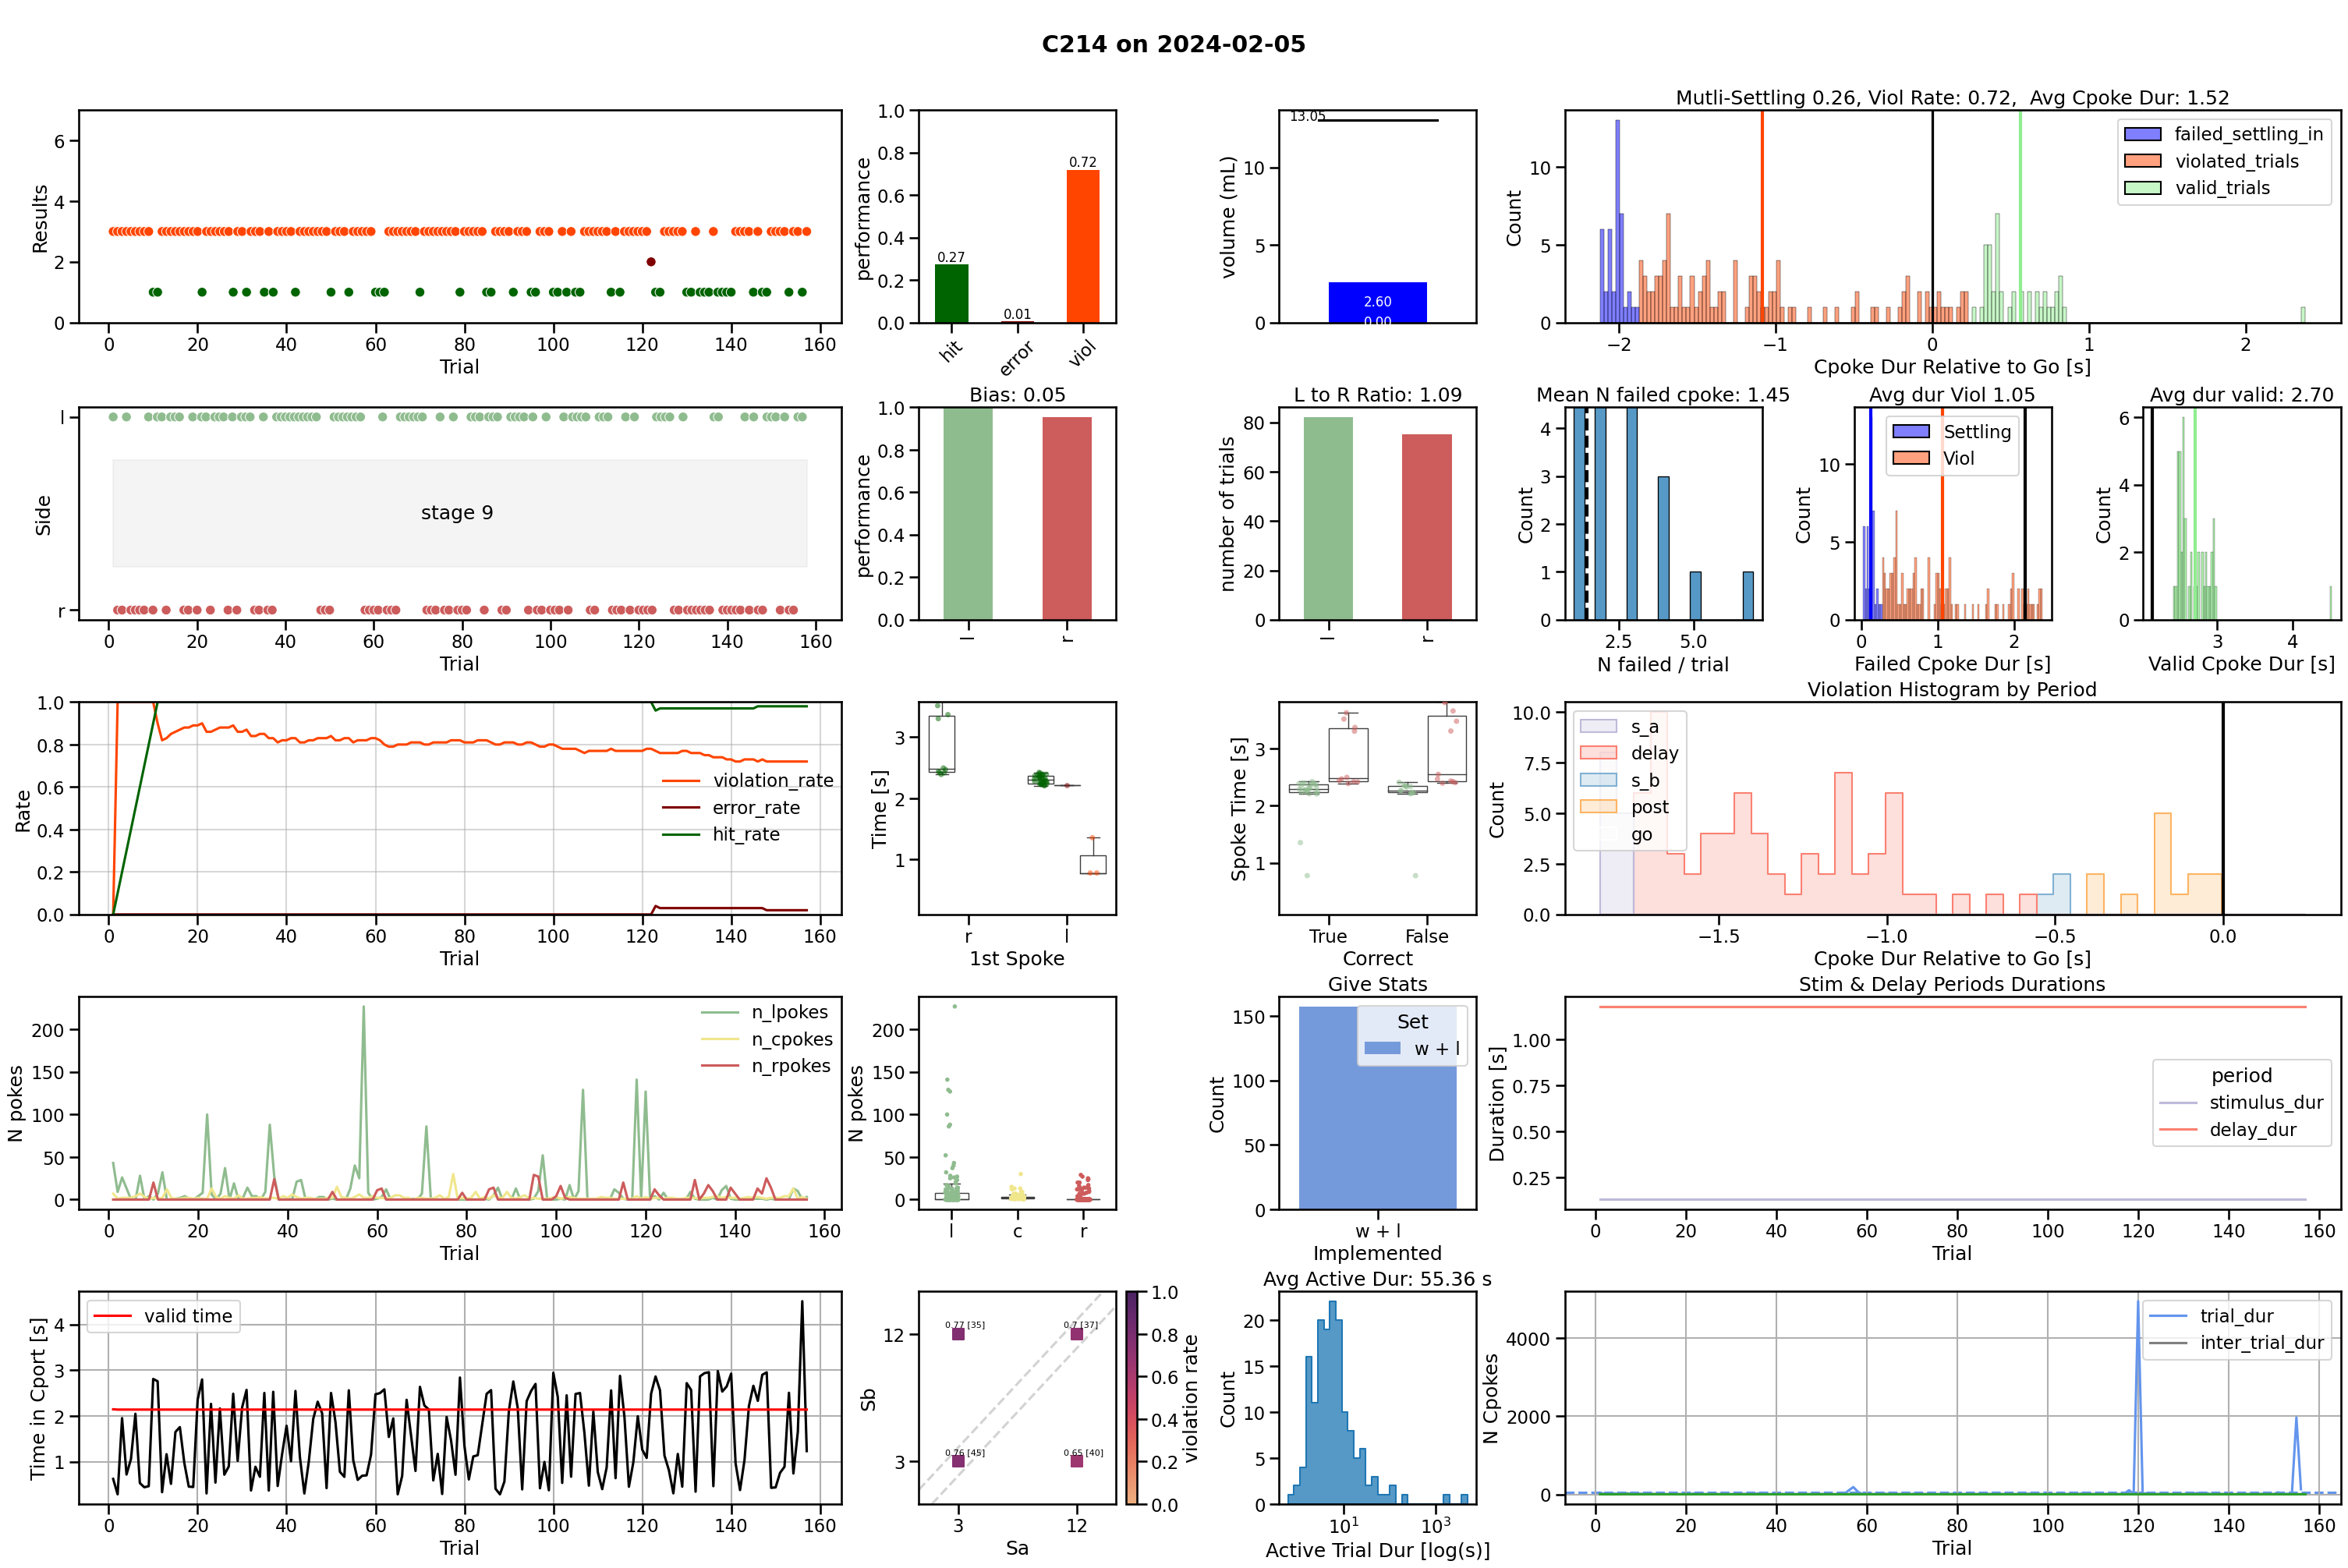 C214 on 2024-02-05
Results
6
4
2
0
0 20 40 60 80 100 120 140 160
Trial
performance
1.0
0.8
0.6
0.4
0.2
0.0
0.27
0.01
0.72
hit error viol
volume (mL)
10
5
0
13.05
2.60
0.00
Mutli-Settling 0.26, Viol Rate: 0.72, Avg Cpoke Dur: 1.52
Count
10
5
0
failed_settling_in
violated_trials
valid_trials
−2 −1 0 1 2
Cpoke Dur Relative to Go [s]
Side
l
r
stage 9
0 20 40 60 80 100 120 140 160
Trial
Bias: 0.05
performance
1.0
0.8
0.6
0.4
0.2
0.0
l r
L to R Ratio: 1.09
number of trials
80
60
40
20
0
l r
Mean N failed cpoke: 1.45
Count
4
3
2
1
0
2.5 5.0
N failed / trial
Avg dur Viol 1.05
Count
10
5
0
Settling
Viol
0 1 2
Failed Cpoke Dur [s]
Avg dur valid: 2.70
Count
6
4
2
0
3 4
Valid Cpoke Dur [s]
Rate
1.0
0.8
0.6
0.4
0.2
0.0
violation_rate
error_rate
hit_rate
0 20 40 60 80 100 120 140 160
Trial
Time [s]
3
2
1
r l
1st Spoke
Spoke Time [s]
3
2
1
True False
Correct
Violation Histogram by Period
Count
10.0
7.5
5.0
2.5
0.0
s_a
delay
s_b
post
go
−1.5 −1.0 −0.5 0.0
Cpoke Dur Relative to Go [s]
N pokes
200
150
100
50
0
n_lpokes
n_cpokes
n_rpokes
0 20 40 60 80 100 120 140 160
Trial
N pokes
200
150
100
50
0
l c r
Give Stats
Count
150
100
50
0
Set
w + l
w + l
Implemented
Stim & Delay Periods Durations
Duration [s]
1.00
0.75
0.50
0.25
period
stimulus_dur
delay_dur
0 20 40 60 80 100 120 140 160
Trial
Time in Cport [s]
4
3
2
1
valid time
0 20 40 60 80 100 120 140 160
Trial
Sb
12
3
0.77 [35]
0.7 [37]
0.76 [45]
0.65 [40]
3 12
Sa
1.0
0.8
0.6
0.4
0.2
0.0
violation rate
Avg Active Dur: 55.36 s
Count
20
15
10
5
0
10¹ 10³
Active Trial Dur [log(s)]
N Cpokes
4000
2000
0
trial_dur
inter_trial_dur
0 20 40 60 80 100 120 140 160
Trial